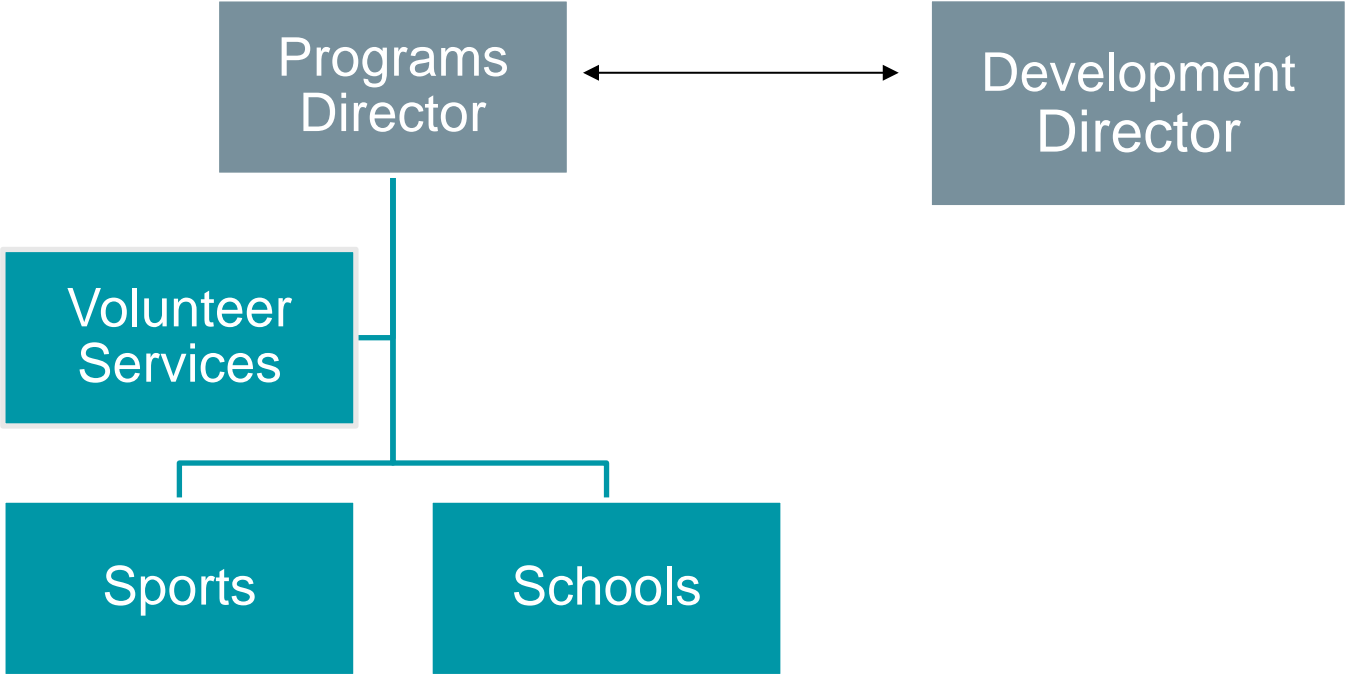 Programs
Director
Development
Director
Volunteer
Services
Sports
Schools